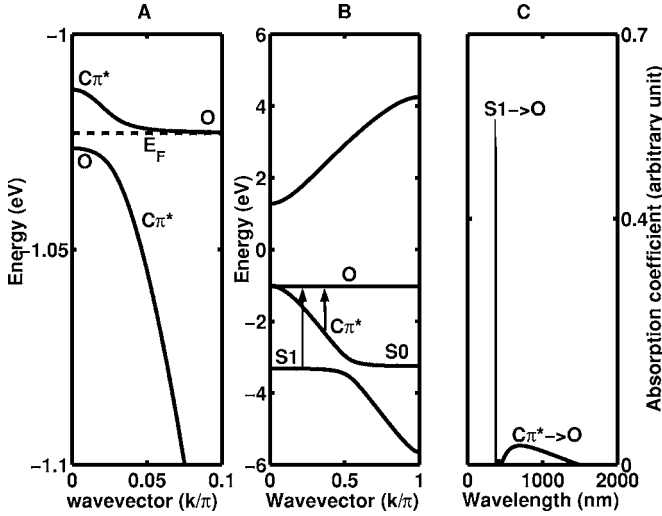 A
B
C
−1
−1.05
−1.1
0
0.05
0.1
Energy (eV)
wavevector (k/π)
Cπ*
O
E_F
O
Cπ*
6
4
2
0
−2
−4
−6
0
0.5
1
Energy (eV)
Wavevector (k/π)
O
Cπ*
S1
S0
0.7
0.4
0
0
1000
2000
Absorption coefficient (arbitrary unit)
Wavelength (nm)
S1−>O
Cπ*−>O